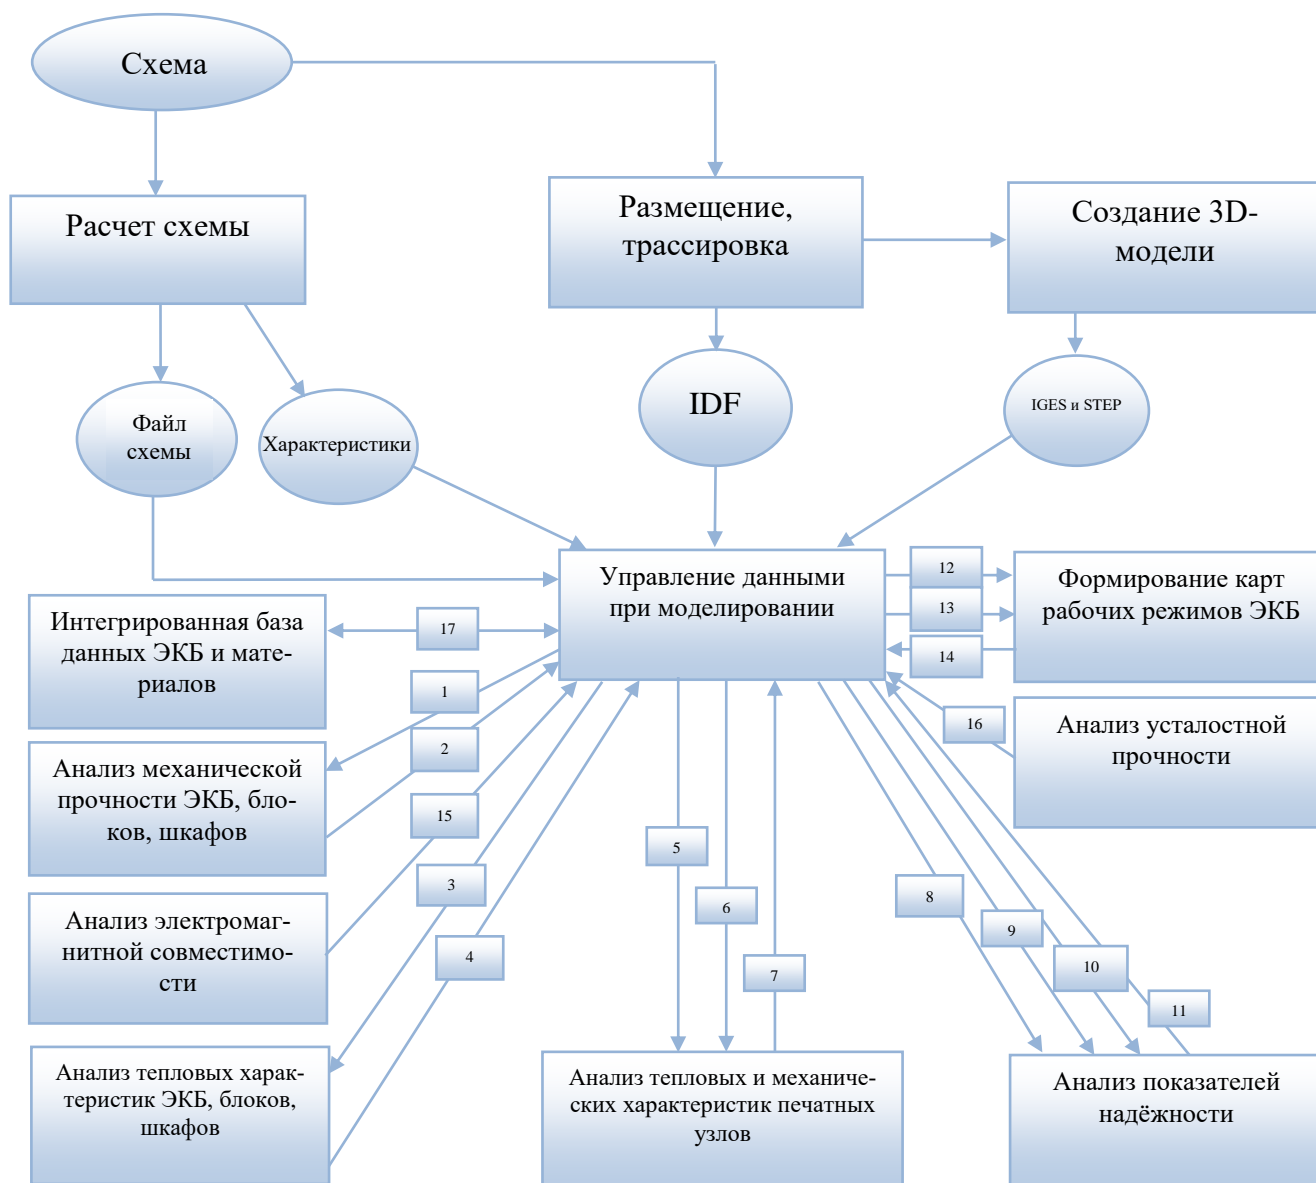 Схема
Расчет схемы
Размещение,
трассировка
Создание 3D-
модели
Файл
схемы
Характеристики
IDF
IGES и STEP
Управление данными
при моделировании
12
13
14
Формирование карт
рабочих режимов ЭКБ
Интегрированная база
данных ЭКБ и мате-
риалов
17
1
2
15
3
4
5
6
7
8
9
10
11
16
Анализ усталостной
прочности
Анализ механической
прочности ЭКБ, бло-
ков, шкафов
Анализ электромаг-
нитной совместимо-
сти
Анализ тепловых харак-
теристик ЭКБ, блоков,
шкафов
Анализ тепловых и механиче-
ских характеристик печатных
узлов
Анализ показателей
надёжности